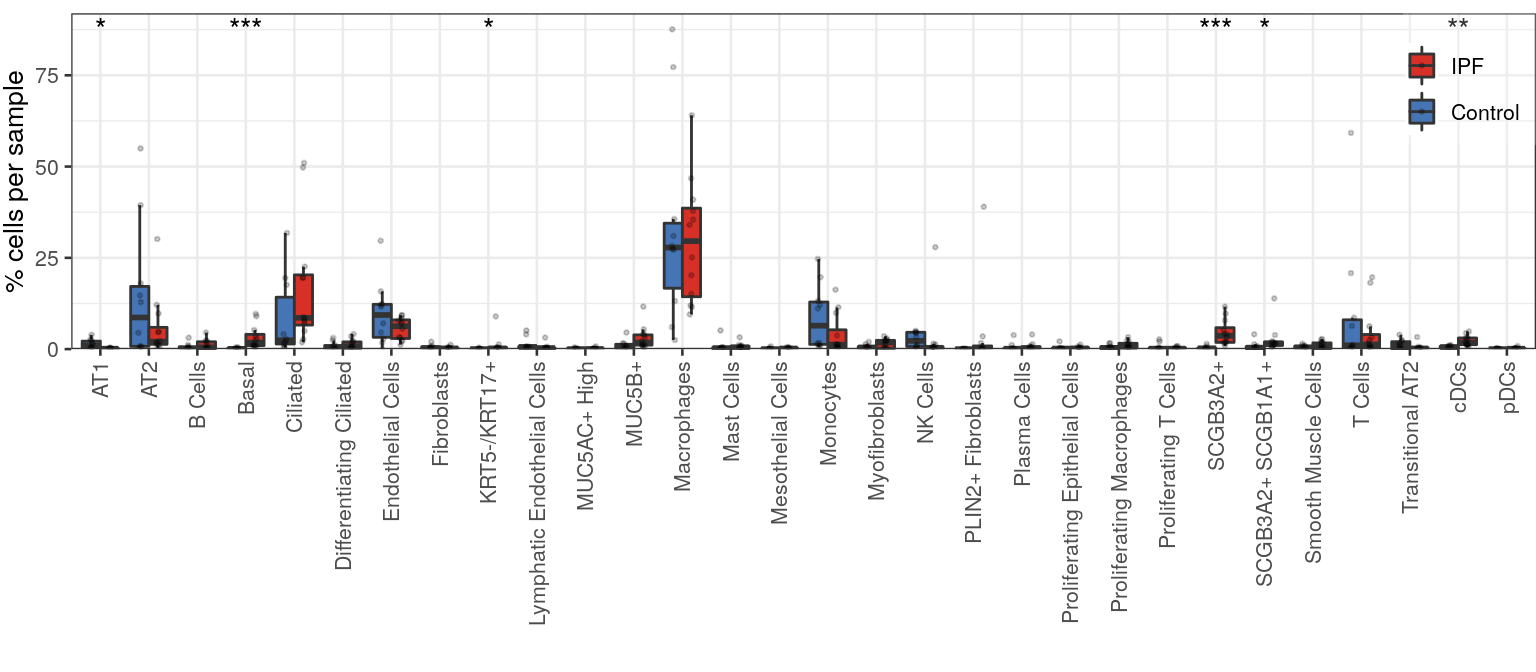 * *** * *** * **
IPF
Control
% cells per sample
75
50
25
0
AT1
AT2
B Cells
Basal
Ciliated
Differentiating Ciliated
Endothelial Cells
Fibroblasts
KRT5-/KRT17+
Lymphatic Endothelial Cells
MUC5AC+ High
MUC5B+
Macrophages
Mast Cells
Mesothelial Cells
Monocytes
Myofibroblasts
NK Cells
PLIN2+ Fibroblasts
Plasma Cells
Proliferating Epithelial Cells
Proliferating Macrophages
Proliferating T Cells
SCGB3A2+
SCGB3A2+ SCGB1A1+
Smooth Muscle Cells
T Cells
Transitional AT2
cDCs
pDCs